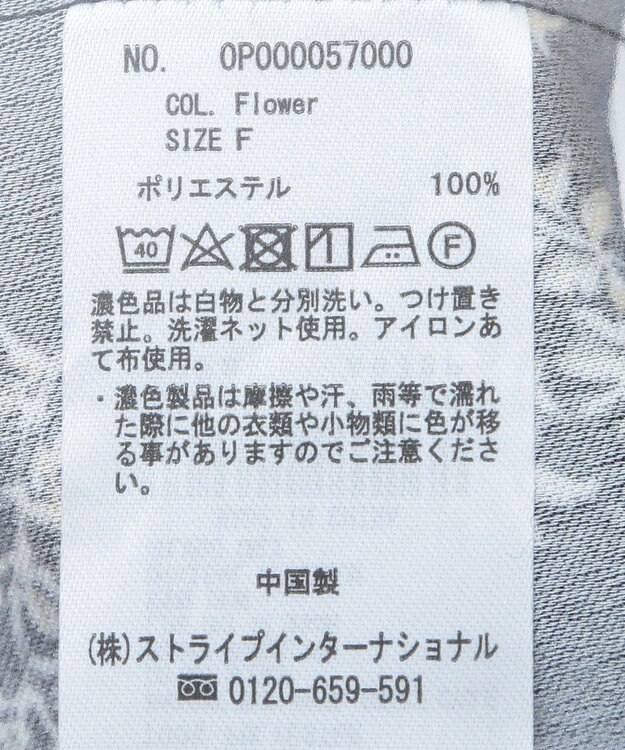 NO. 0P000057000
COL. Flower
SIZE F
ポリエステル 100%
40 F
濃色品は白物と分別洗い。つけ置き
禁止。洗濯ネット使用。アイロンあ
て布使用。
・濃色製品は摩擦や汗、雨等で濡れ
た際に他の衣類や小物類に色が移
る事がありますのでご注意くださ
い。
中国製
(株)ストライプインターナショナル
0120-659-591